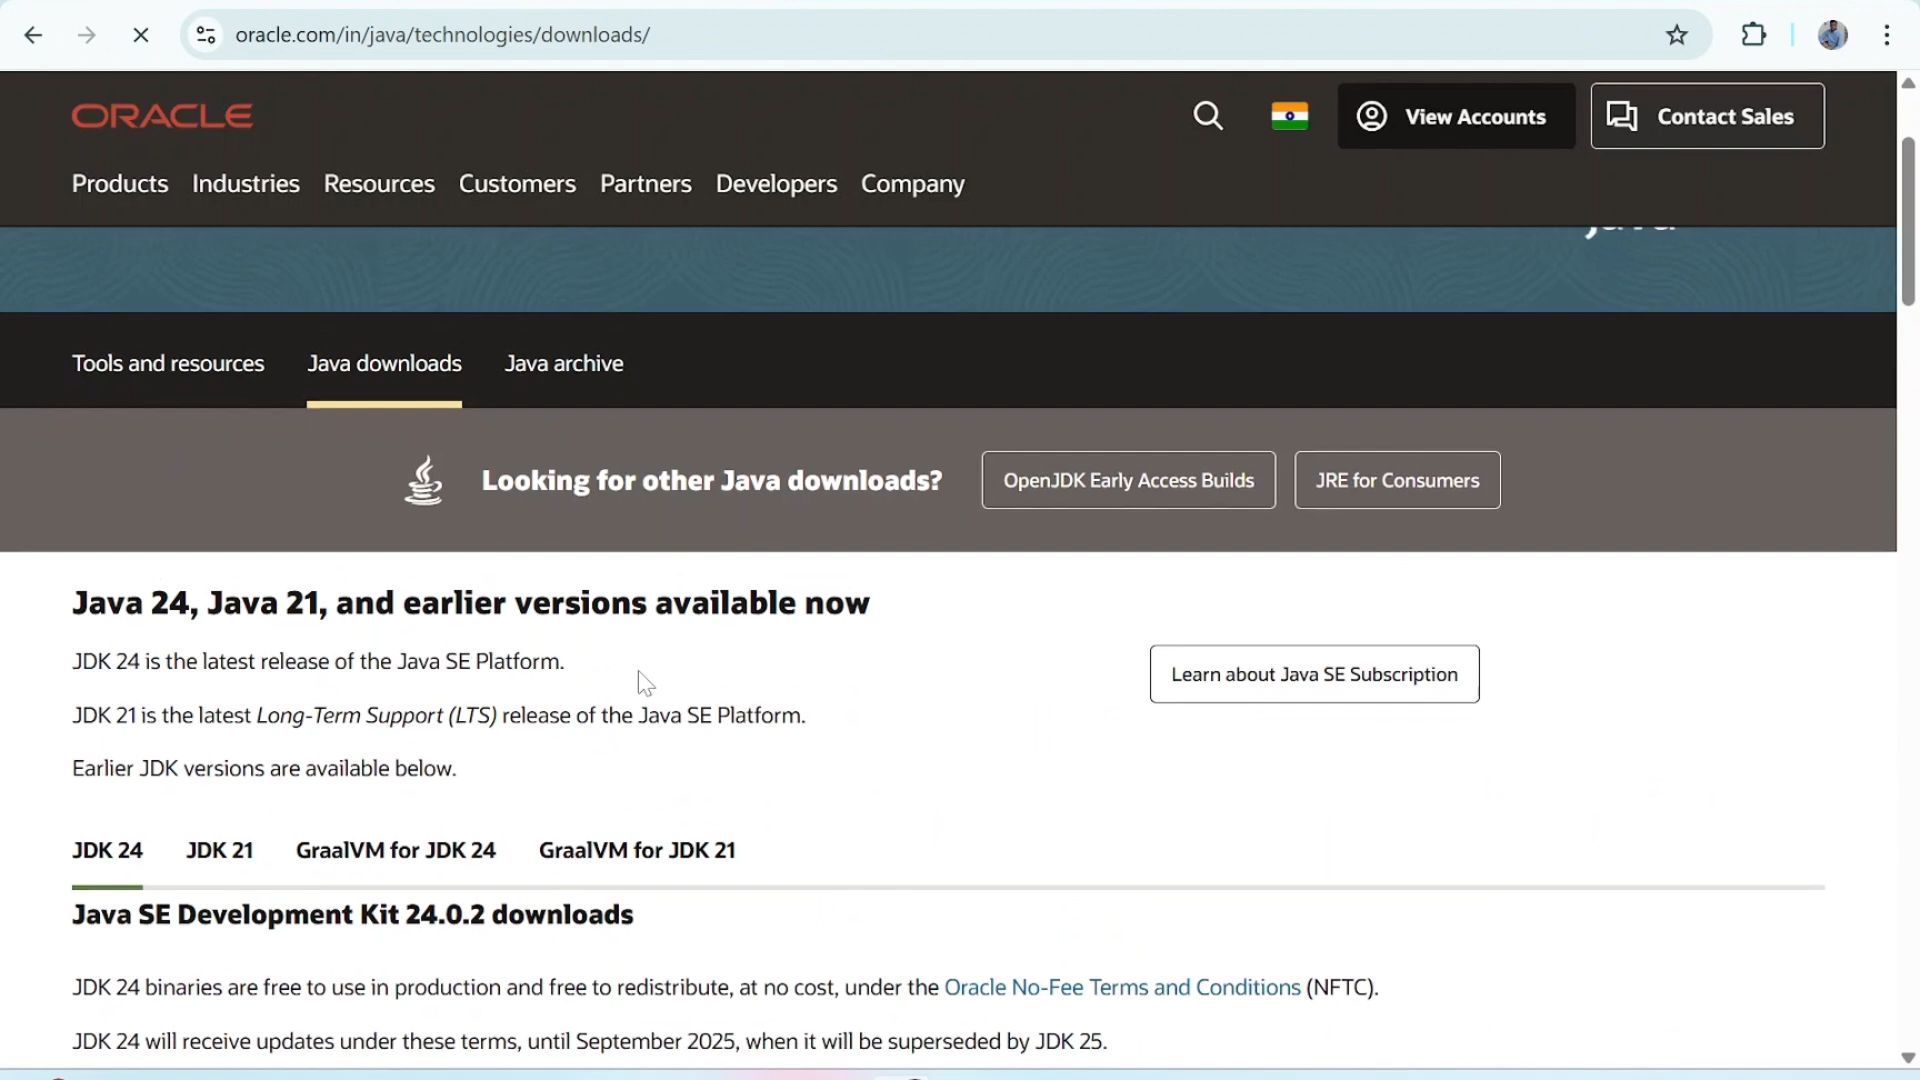 oracle.com/in/java/technologies/downloads/
ORACLE
View Accounts
Contact Sales
Products Industries Resources Customers Partners Developers Company
Tools and resources Java downloads Java archive
Looking for other Java downloads? OpenJDK Early Access Builds JRE for Consumers
Java 24, Java 21, and earlier versions available now
JDK 24 is the latest release of the Java SE Platform.
Learn about Java SE Subscription
JDK 21 is the latest Long-Term Support (LTS) release of the Java SE Platform.
Earlier JDK versions are available below.
JDK 24 JDK 21 GraalVM for JDK 24 GraalVM for JDK 21
Java SE Development Kit 24.0.2 downloads
JDK 24 binaries are free to use in production and free to redistribute, at no cost, under the Oracle No-Fee Terms and Conditions (NFTC).
JDK 24 will receive updates under these terms, until September 2025, when it will be superseded by JDK 25.